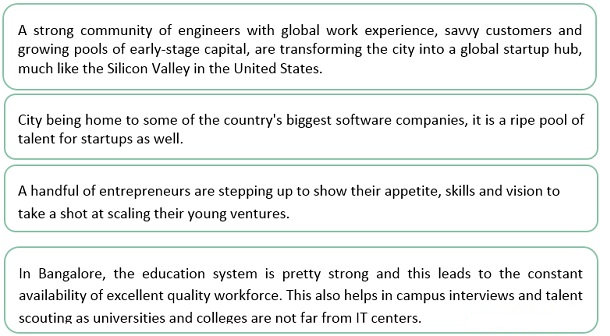 A strong community of engineers with global work experience, savvy customers and
growing pools of early-stage capital, are transforming the city into a global startup hub,
much like the Silicon Valley in the United States.
City being home to some of the country's biggest software companies, it is a ripe pool of
talent for startups as well.
A handful of entrepreneurs are stepping up to show their appetite, skills and vision to
take a shot at scaling their young ventures.
In Bangalore, the education system is pretty strong and this leads to the constant
availability of excellent quality workforce. This also helps in campus interviews and talent
scouting as universities and colleges are not far from IT centers.